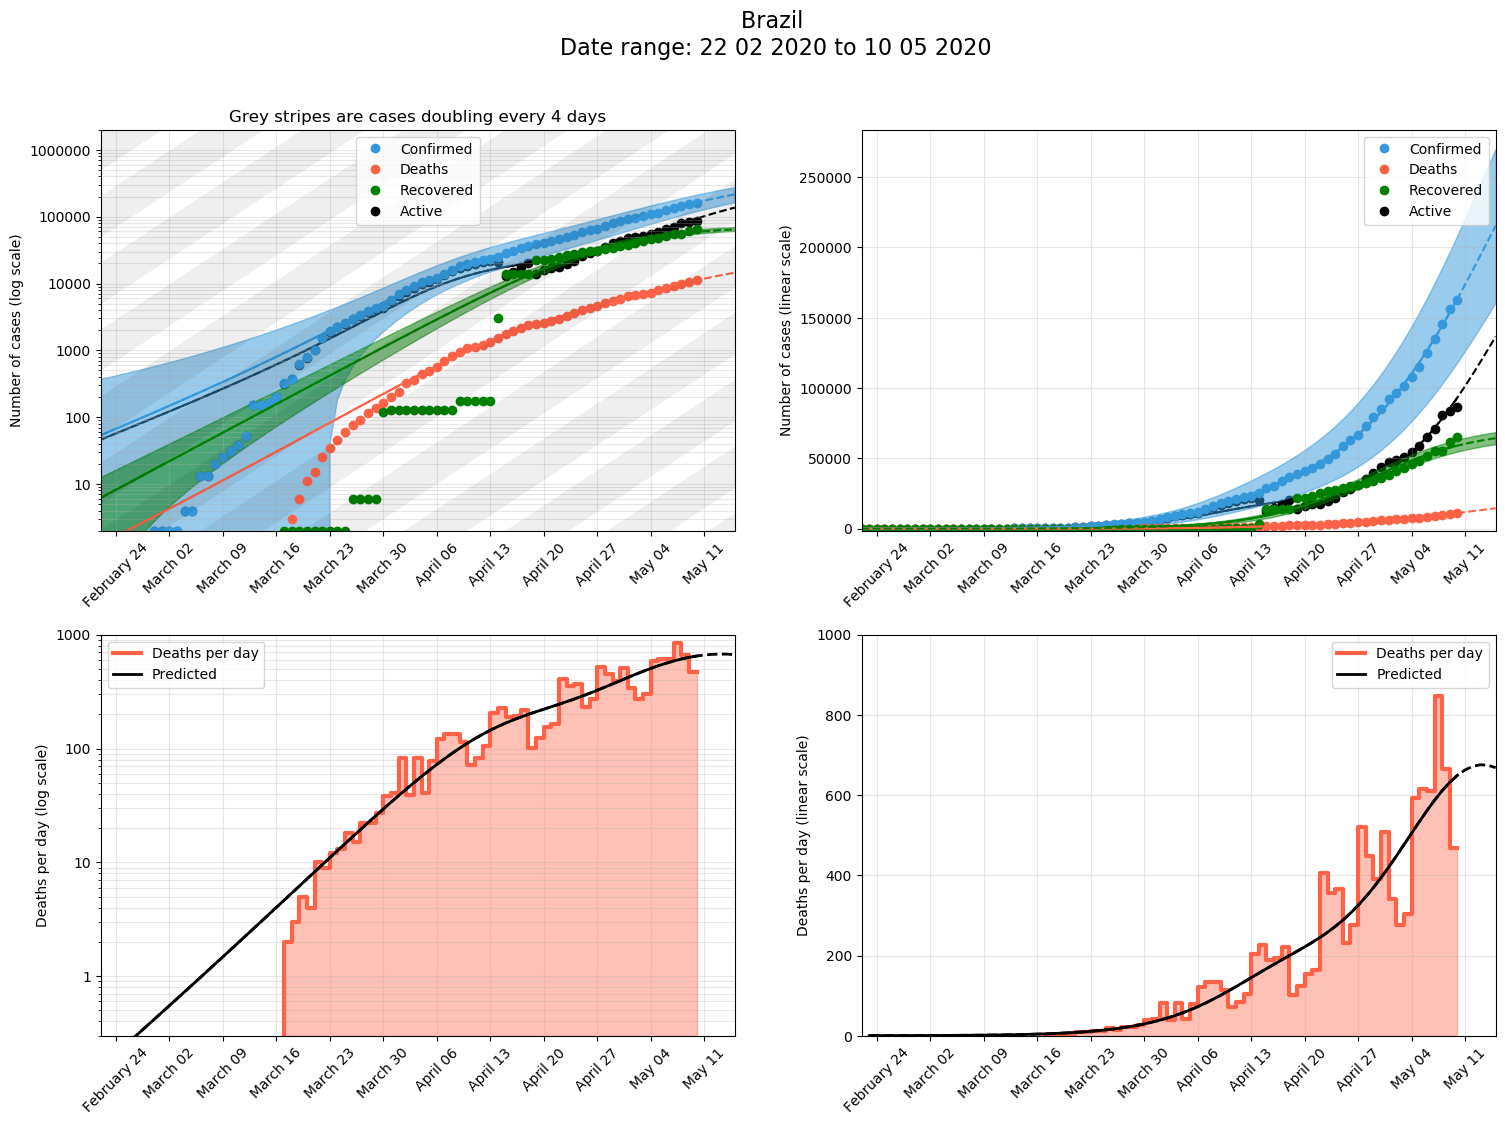 Brazil
Date range: 22 02 2020 to 10 05 2020
Grey stripes are cases doubling every 4 days
Number of cases (log scale)
1000000
100000
10000
1000
100
10
Confirmed
Deaths
Recovered
Active
February 24
March 02
March 09
March 16
March 23
March 30
April 06
April 13
April 20
April 27
May 04
May 11
Number of cases (linear scale)
250000
200000
150000
100000
50000
0
Confirmed
Deaths
Recovered
Active
February 24
March 02
March 09
March 16
March 23
March 30
April 06
April 13
April 20
April 27
May 04
May 11
Deaths per day (log scale)
1000
100
10
1
Deaths per day
Predicted
February 24
March 02
March 09
March 16
March 23
March 30
April 06
April 13
April 20
April 27
May 04
May 11
Deaths per day (linear scale)
1000
800
600
400
200
0
Deaths per day
Predicted
February 24
March 02
March 09
March 16
March 23
March 30
April 06
April 13
April 20
April 27
May 04
May 11